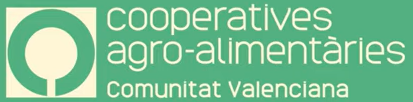 cooperatives
agro-alimentàries
Comunitat Valenciana